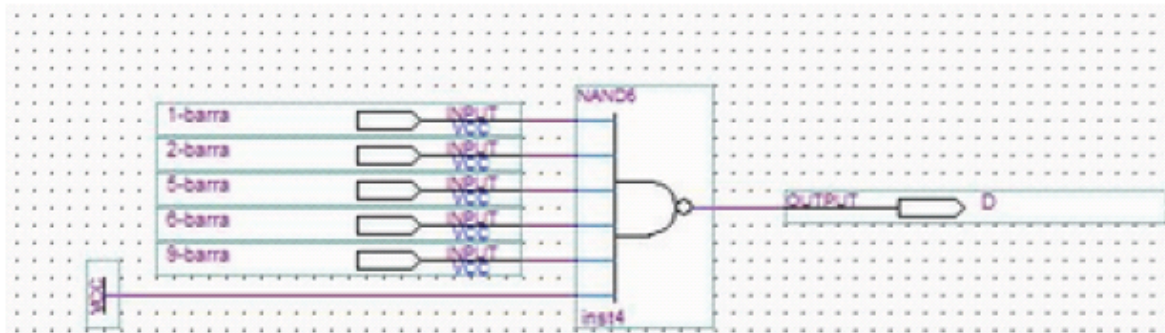 NAND6
1-barra INPUT
VCC
2-barra INPUT
VCC
5-barra INPUT
VCC
OUTPUT D
6-barra INPUT
VCC
9-barra INPUT
VCC
VCC
inst4